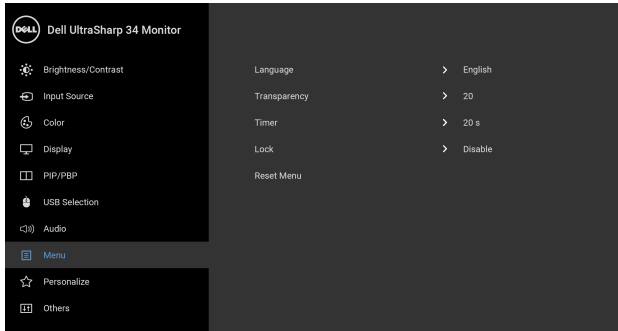 DELL Dell UltraSharp 34 Monitor
Brightness/Contrast
Input Source
Color
Display
PIP/PBP
USB Selection
Audio
Menu
Personalize
Others
Language > English
Transparency > 20
Timer > 20 s
Lock > Disable
Reset Menu